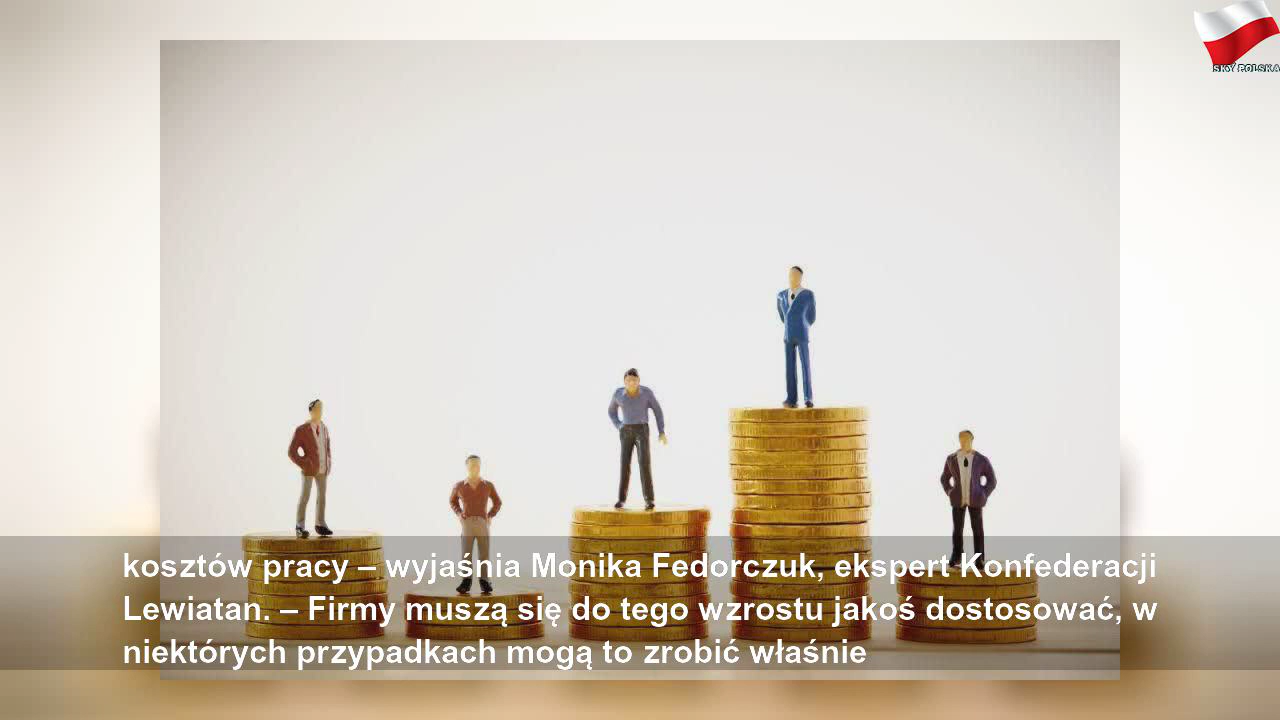 SKY POLSKA
kosztów pracy – wyjaśnia Monika Fedorczuk, ekspert Konfederacji
Lewiatan. – Firmy muszą się do tego wzrostu jakoś dostosować, w
niektórych przypadkach mogą to zrobić właśnie